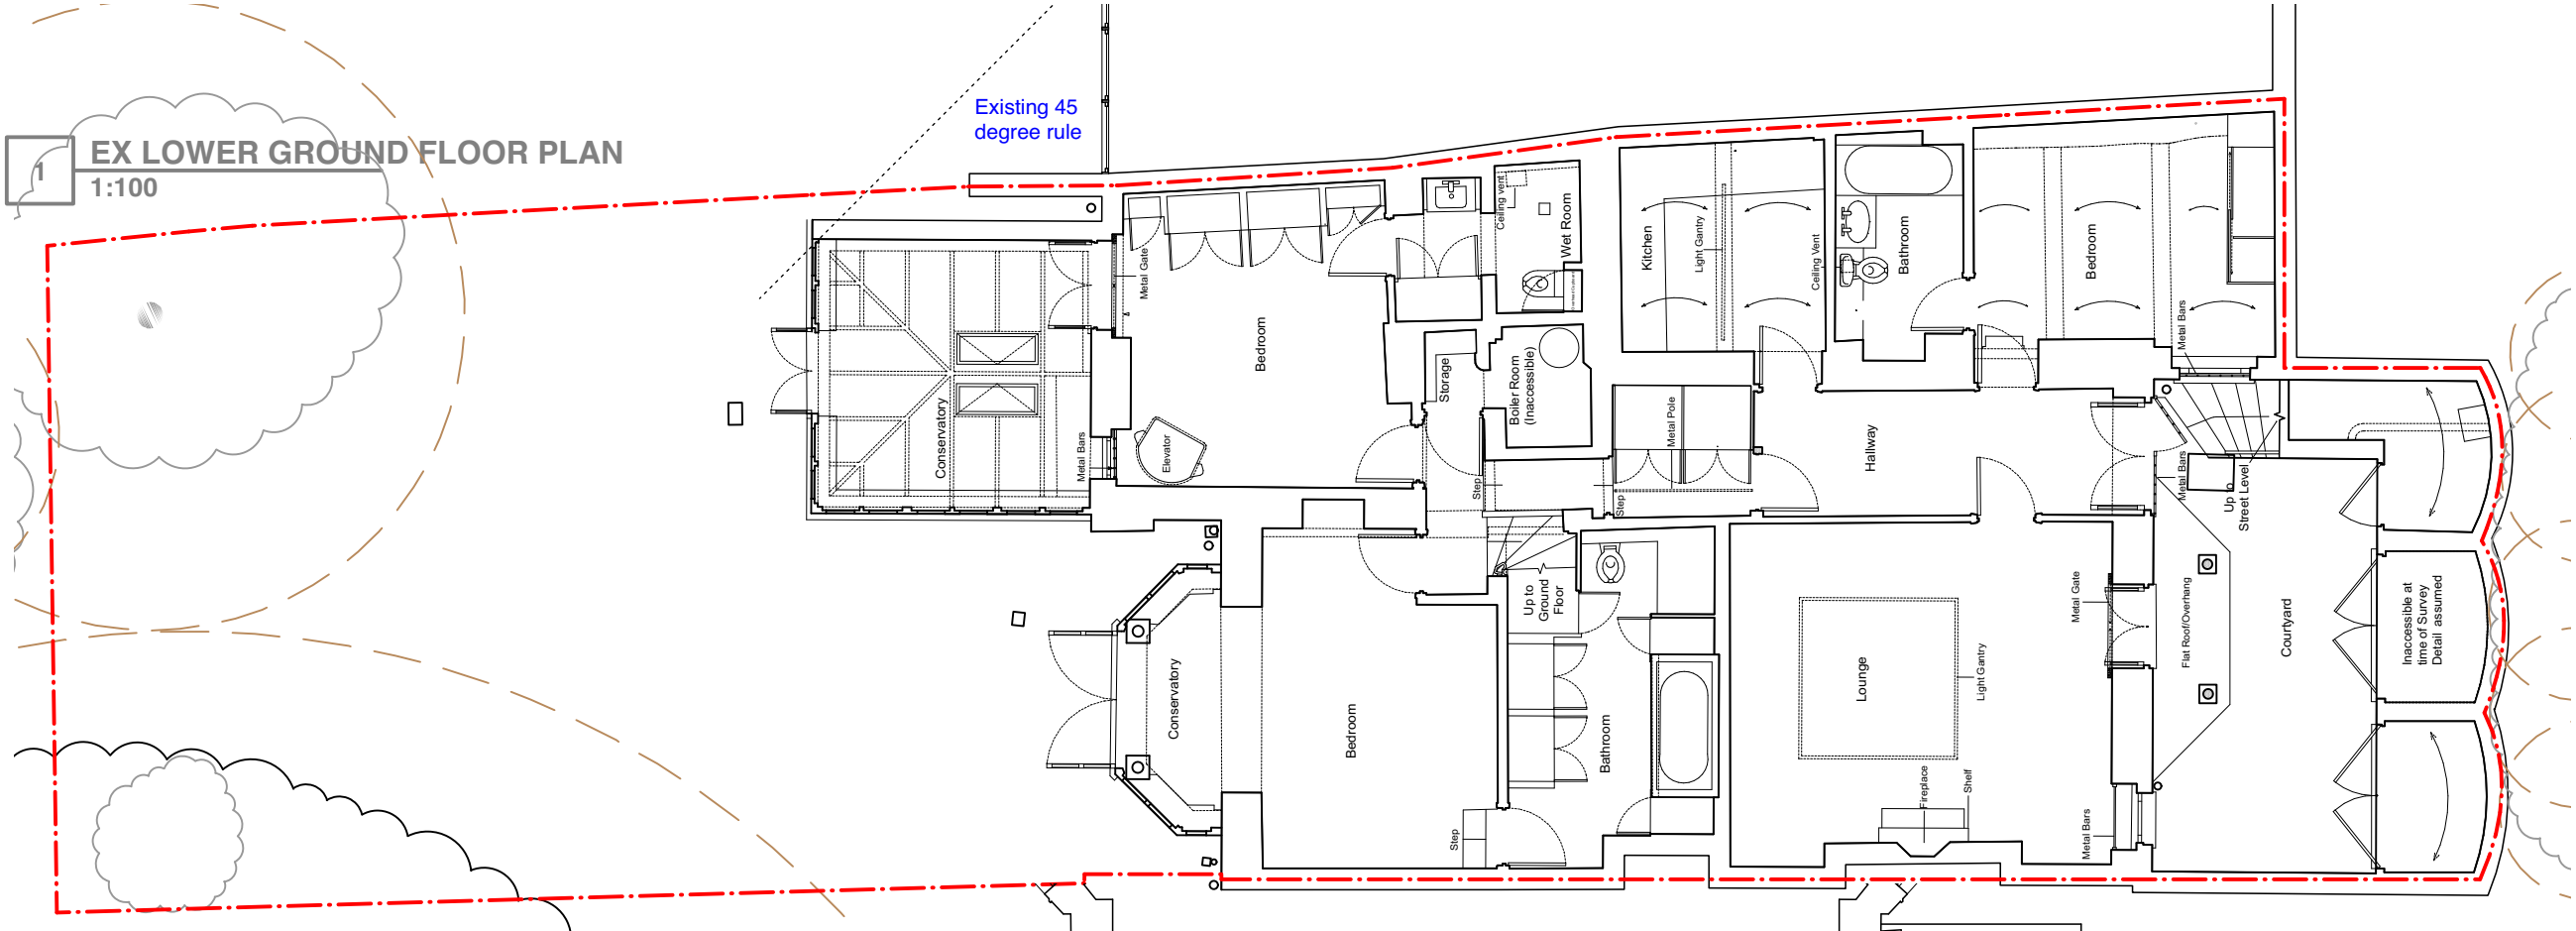 1
EX LOWER GROUND FLOOR PLAN
1:100
Existing 45
degree rule
Conservatory
Metal Gate
Metal Bars
Elevator
Bedroom
Ceiling vent
Wet Room
Storage
Boiler Room
(Inaccessible)
Kitchen
Light Gantry
Ceiling Vent
Bathroom
Bedroom
Metal Bars
Metal Pole
Hallway
Step
Step
Metal Bars
Up to
Street Level
Conservatory
Bedroom
Step
Up to
Ground
Floor
Bathroom
Lounge
Light Gantry
Fireplace
Shelf
Metal Gate
Metal Bars
Flat Roof/Overhang
Courtyard
Inaccessible at
time of Survey
Detail assumed